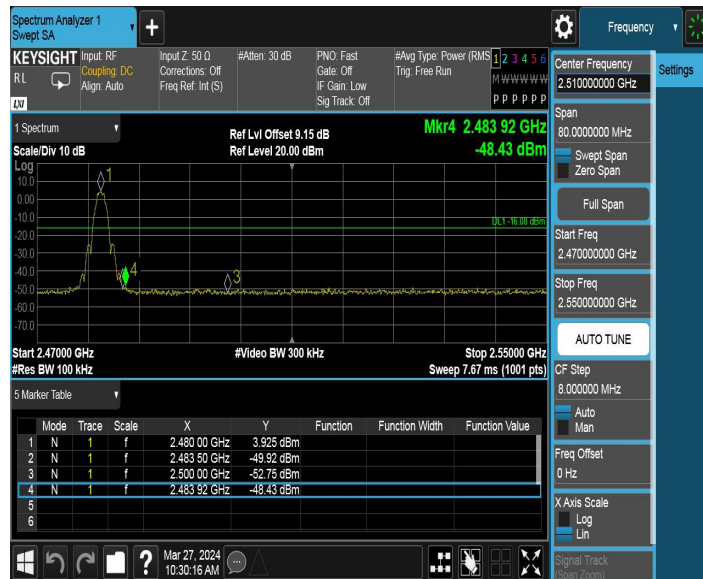 Spectrum Analyzer 1
Swept SA
+
Frequency
KEYSIGHT
R L
LXI
Input: RF
Coupling: DC
Align: Auto
Input Z: 50 Ω
Corrections: Off
Freq Ref: Int (S)
#Atten: 30 dB
PNO: Fast
Gate: Off
IF Gain: Low
Sig Track: Off
#Avg Type: Power (RMS
Trig: Free Run
1 2 3 4 5 6
M W W W W W
P P P P P P
1 Spectrum
Scale/Div 10 dB
Ref Lvl Offset 9.15 dB
Ref Level 20.00 dBm
Mkr4 2.483 92 GHz
-48.43 dBm
Log
10.0
0.00
-10.0
-20.0
-30.0
-40.0
-50.0
-60.0
-70.0
1
4
3
DL1 -16.08 dBm
Start 2.47000 GHz
#Res BW 100 kHz
#Video BW 300 kHz
Stop 2.55000 GHz
Sweep 7.67 ms (1001 pts)
5 Marker Table
Mode Trace Scale X Y Function Function Width Function Value
1 N 1 f 2.480 00 GHz 3.925 dBm
2 N 1 f 2.483 50 GHz -49.92 dBm
3 N 1 f 2.500 00 GHz -52.75 dBm
4 N 1 f 2.483 92 GHz -48.43 dBm
5
6
?
Mar 27, 2024
10:30:16 AM
Center Frequency
2.510000000 GHz
Span
80.0000000 MHz
Swept Span
Zero Span
Full Span
Start Freq
2.470000000 GHz
Stop Freq
2.550000000 GHz
AUTO TUNE
CF Step
8.000000 MHz
Auto
Man
Freq Offset
0 Hz
X Axis Scale
Log
Lin
Signal Track
(Span Zoom)
Settings